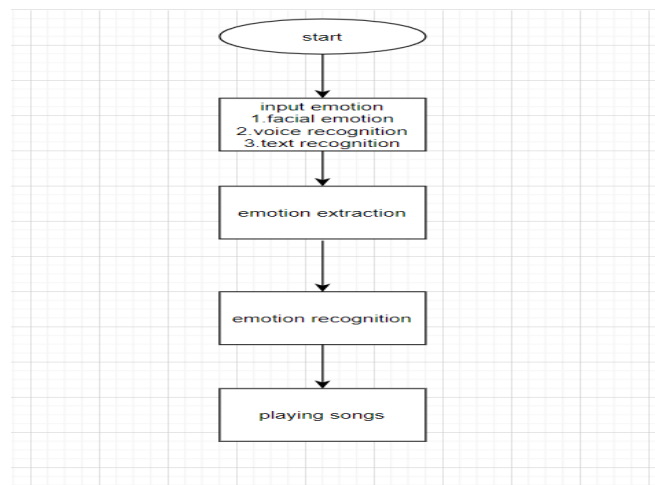 start
input emotion
1.facial emotion
2.voice recognition
3.text recognition
emotion extraction
emotion recognition
playing songs